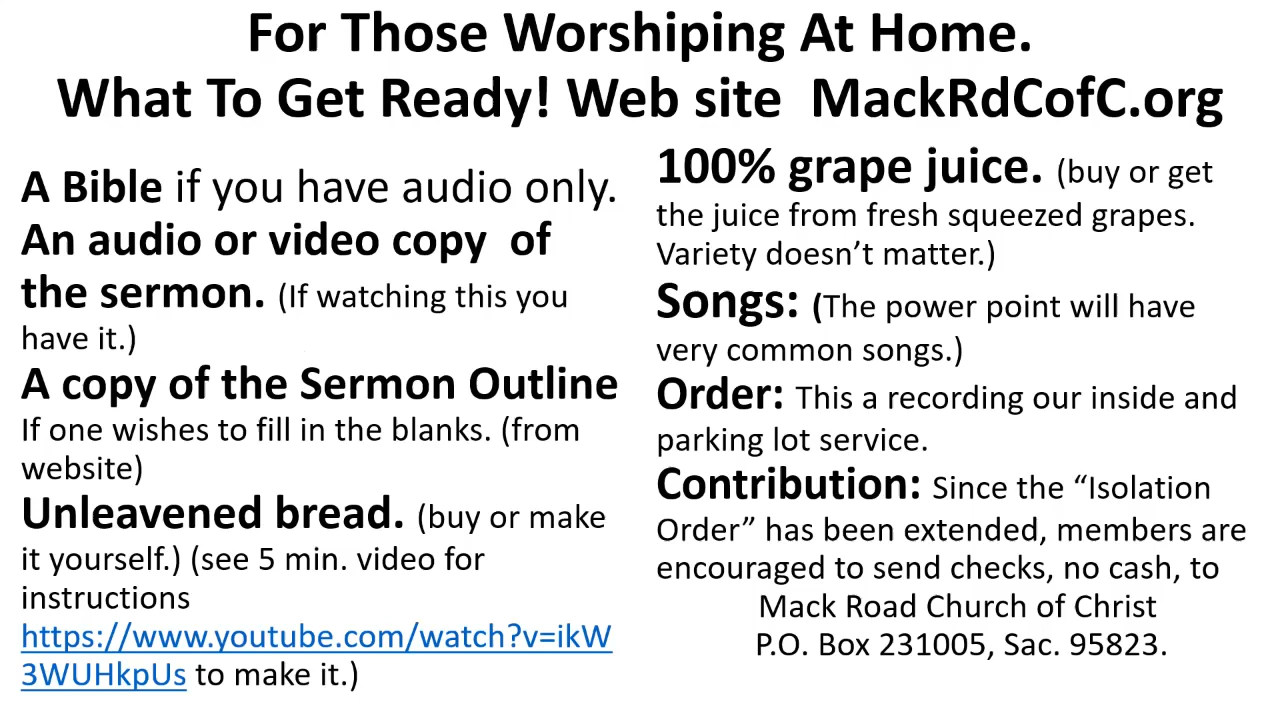 For Those Worshiping At Home.
What To Get Ready! Web site  MackRdCofC.org
A Bible if you have audio only.
An audio or video copy  of
the sermon. (If watching this you
have it.)
A copy of the Sermon Outline
If one wishes to fill in the blanks. (from
website)
Unleavened bread. (buy or make
it yourself.) (see 5 min. video for
instructions
https://www.youtube.com/watch?v=ikW
3WUHkpUs to make it.)
100% grape juice. (buy or get
the juice from fresh squeezed grapes.
Variety doesn’t matter.)
Songs: (The power point will have
very common songs.)
Order: This a recording our inside and
parking lot service.
Contribution: Since the “Isolation
Order” has been extended, members are
encouraged to send checks, no cash, to
Mack Road Church of Christ
P.O. Box 231005, Sac. 95823.